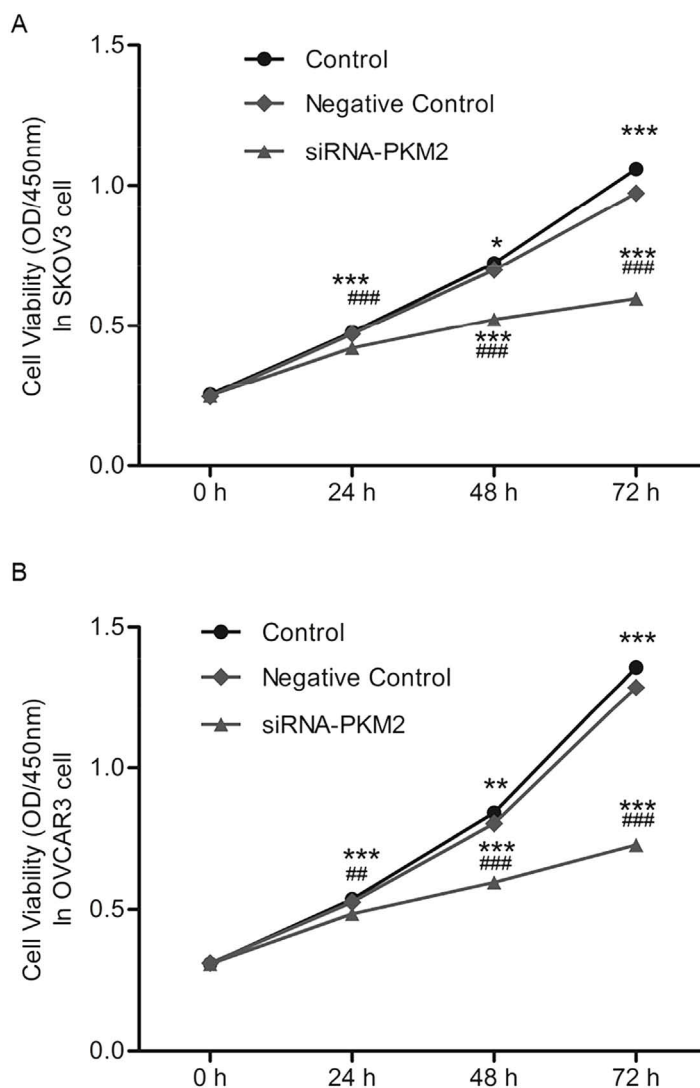 A
1.5
1.0
0.5
0.0
Cell Viability (OD/450nm)
In SKOV3 cell
Control
Negative Control
siRNA-PKM2
***
###
*
***
###
***
***
###
0 h
24 h
48 h
72 h
B
1.5
1.0
0.5
0.0
Cell Viability (OD/450nm)
In OVCAR3 cell
Control
Negative Control
siRNA-PKM2
***
##
**
***
###
***
***
###
0 h
24 h
48 h
72 h